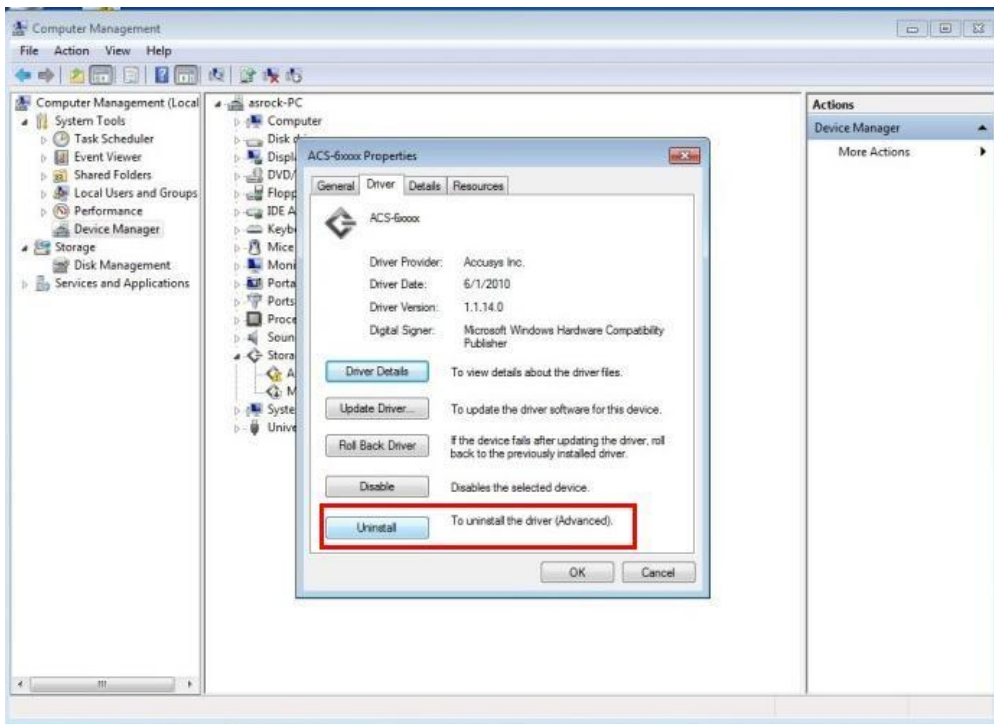 Computer Management
File Action View Help
Computer Management (Local
System Tools
Task Scheduler
Event Viewer
Shared Folders
Local Users and Groups
Performance
Device Manager
Storage
Disk Management
Services and Applications
asrock-PC
Computer
Disk
Displ
DVD/
Flopp
IDE A
Keyb
Mice
Moni
Porta
Ports
Proce
Soun
Stora
A
M
Syste
Unive
ACS-6xxxx Properties
General Driver Details Resources
ACS-6xxxx
Driver Provider: Accusys Inc.
Driver Date: 6/1/2010
Driver Version: 1.1.14.0
Digital Signer: Microsoft Windows Hardware Compatibility
Publisher
Driver Details To view details about the driver files.
Update Driver... To update the driver software for this device.
Roll Back Driver If the device fails after updating the driver, roll
back to the previously installed driver.
Disable Disables the selected device.
Uninstall To uninstall the driver (Advanced).
OK Cancel
Actions
Device Manager
More Actions